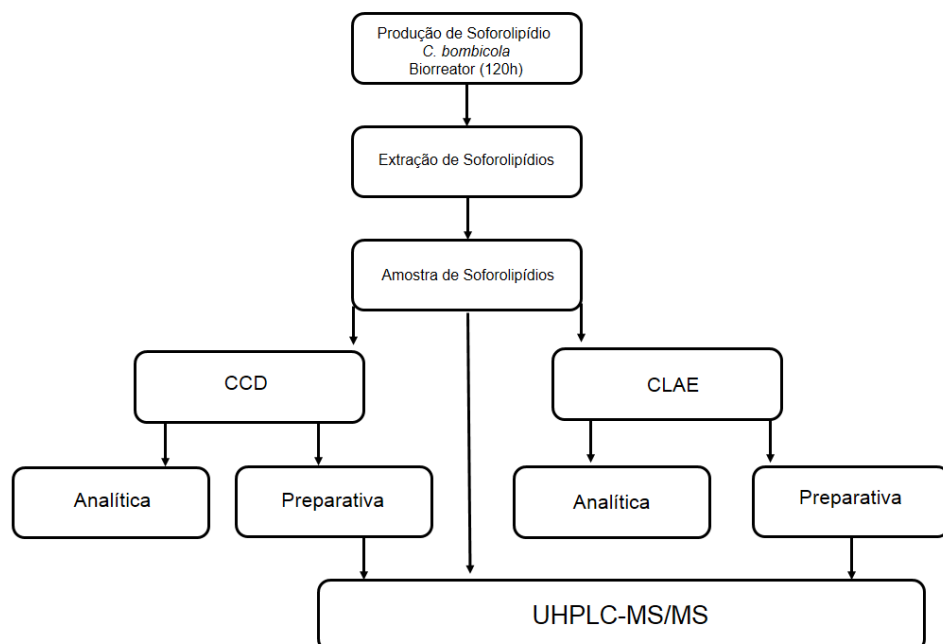 Produção de Soforolipídio
C. bombicola
Biorreator (120h)
Extração de Soforolipídios
Amostra de Soforolipídios
CCD
CLAE
Analítica
Preparativa
Analítica
Preparativa
UHPLC-MS/MS